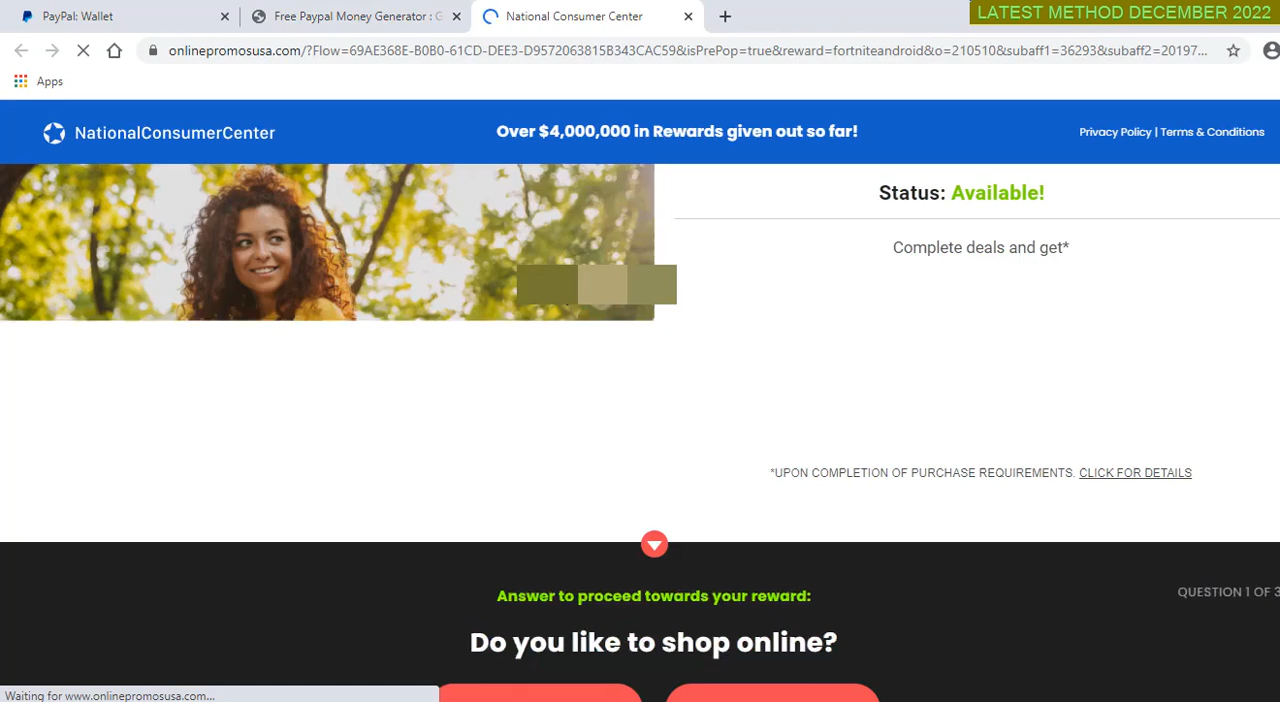 PayPal: Wallet
Free Paypal Money Generator : G
National Consumer Center
LATEST METHOD DECEMBER 2022
onlinepromosusa.com/?Flow=69AE368E-B0B0-61CD-DEE3-D9572063815B343CAC59&isPrePop=true&reward=fortniteandroid&o=210510&subaff1=36293&subaff2=20197...
Apps
NationalConsumerCenter
Over $4,000,000 in Rewards given out so far!
Privacy Policy | Terms & Conditions
Status: Available!
Complete deals and get*
*UPON COMPLETION OF PURCHASE REQUIREMENTS. CLICK FOR DETAILS
Answer to proceed towards your reward:
QUESTION 1 OF 3
Do you like to shop online?
Waiting for www.onlinepromosusa.com...